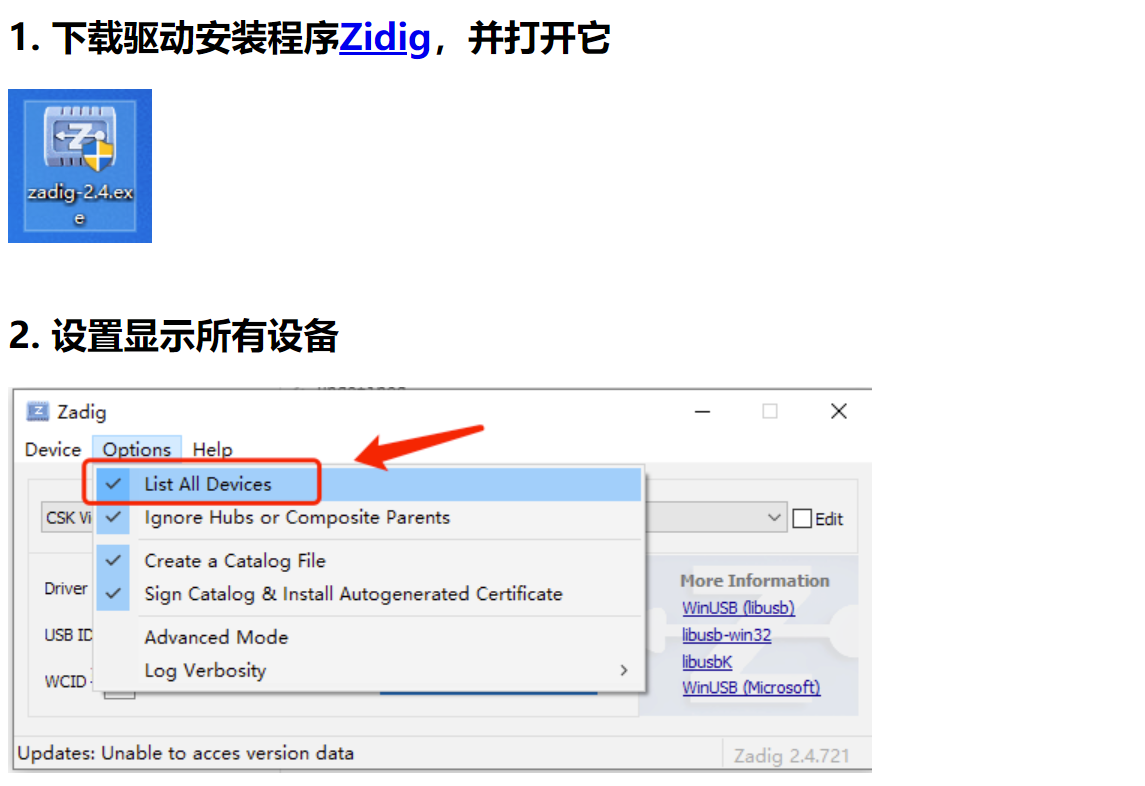 1. 下载驱动安装程序Zidig，并打开它
zadig-2.4.ex
e
2. 设置显示所有设备
Zadig
Device Options Help
List All Devices
CSK Vi Ignore Hubs or Composite Parents Edit
Create a Catalog File
Driver Sign Catalog & Install Autogenerated Certificate
More Information
WinUSB (libusb)
USB ID Advanced Mode libusb-win32
Log Verbosity libusbK
WCID WinUSB (Microsoft)
Updates: Unable to acces version data Zadig 2.4.721